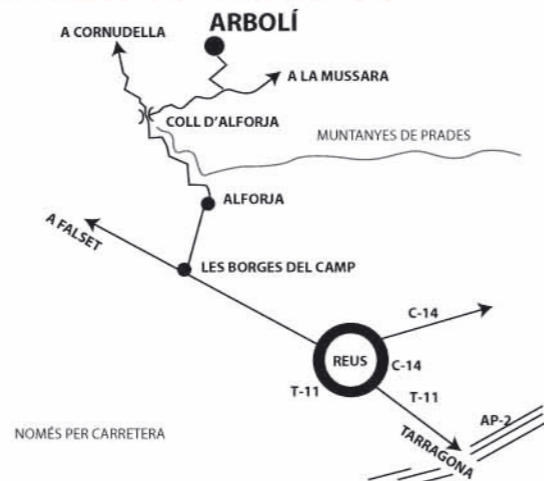 ARBOLÍ
A CORNUDELLA
A LA MUSSARA
COLL D'ALFORJA
MUNTANYES DE PRADES
ALFORJA
A FALSET
LES BORGES DEL CAMP
C-14
REUS
C-14
T-11
T-11
AP-2
TARRAGONA
NOMÉS PER CARRETERA